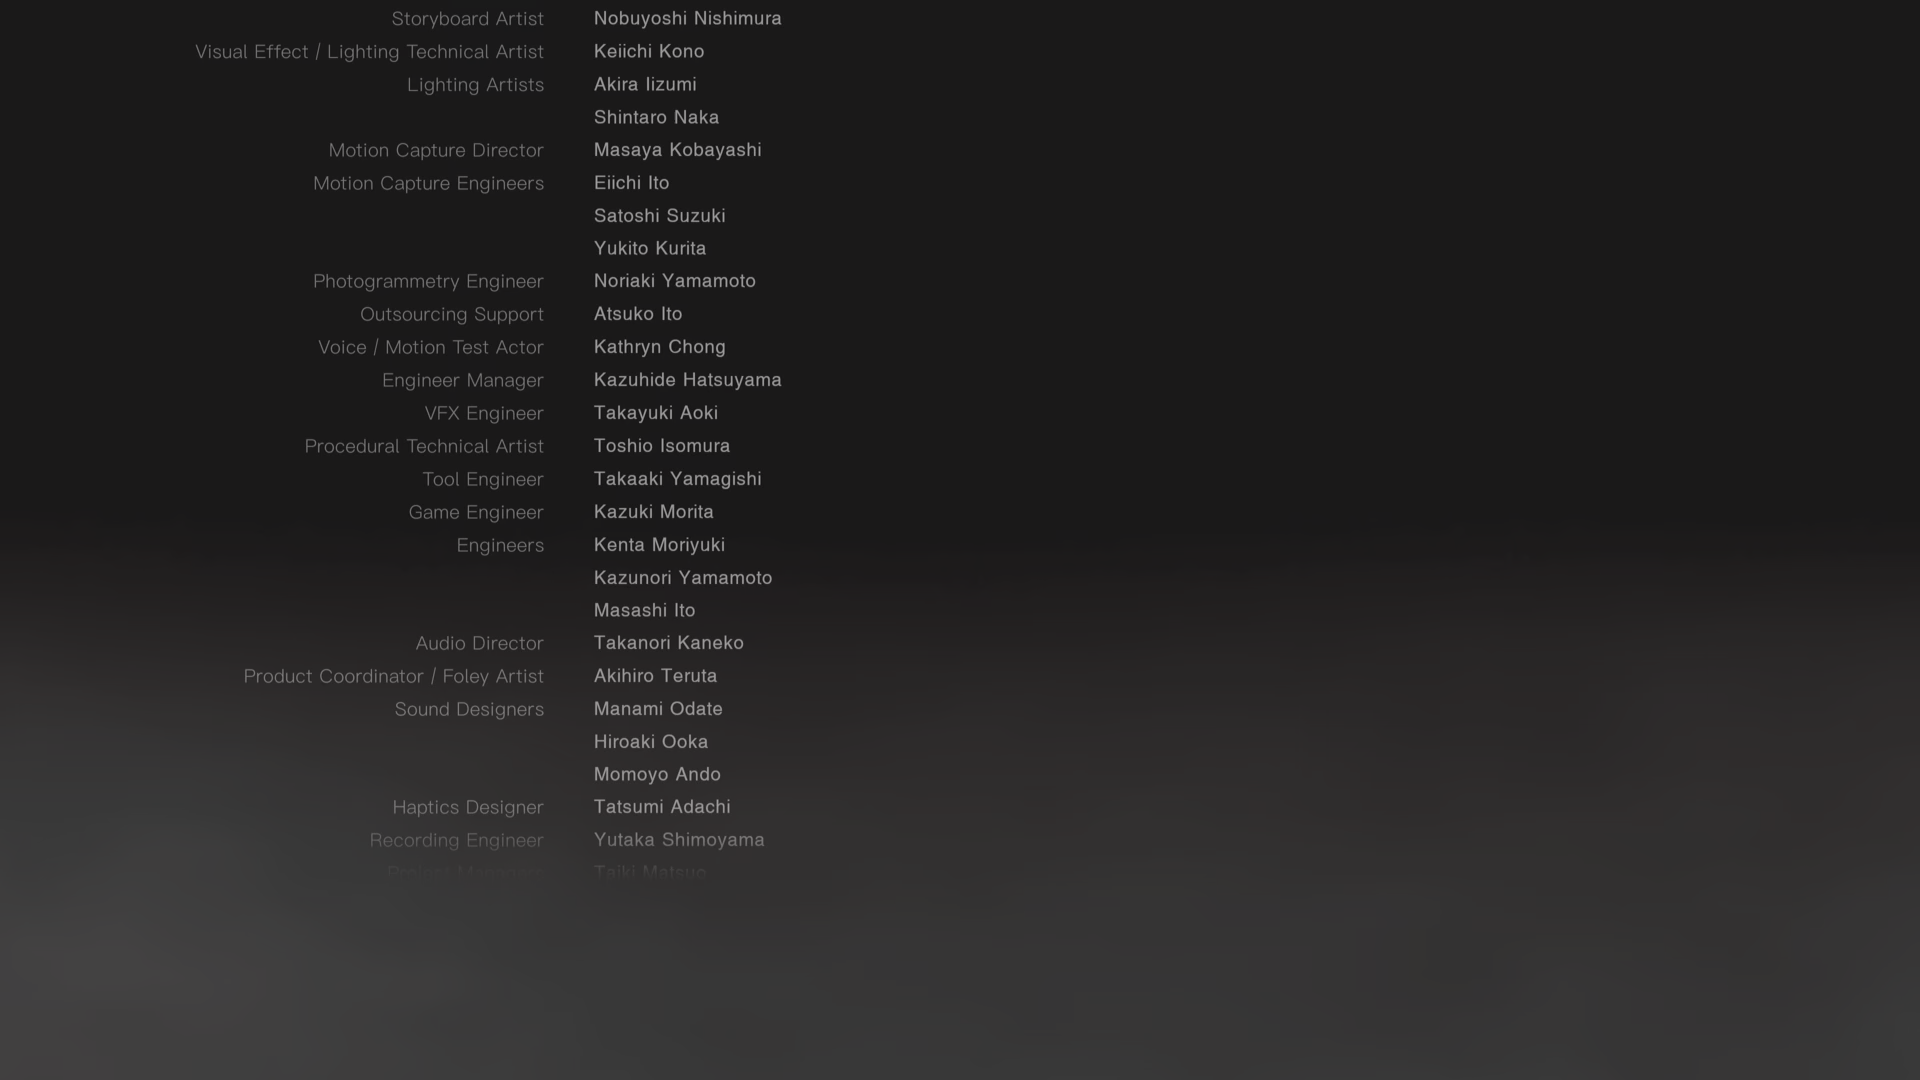 Storyboard Artist Nobuyoshi Nishimura
Visual Effect / Lighting Technical Artist Keiichi Kono
Lighting Artists Akira Iizumi
Shintaro Naka
Motion Capture Director Masaya Kobayashi
Motion Capture Engineers Eiichi Ito
Satoshi Suzuki
Yukito Kurita
Photogrammetry Engineer Noriaki Yamamoto
Outsourcing Support Atsuko Ito
Voice / Motion Test Actor Kathryn Chong
Engineer Manager Kazuhide Hatsuyama
VFX Engineer Takayuki Aoki
Procedural Technical Artist Toshio Isomura
Tool Engineer Takaaki Yamagishi
Game Engineer Kazuki Morita
Engineers Kenta Moriyuki
Kazunori Yamamoto
Masashi Ito
Audio Director Takanori Kaneko
Product Coordinator / Foley Artist Akihiro Teruta
Sound Designers Manami Odate
Hiroaki Ooka
Momoyo Ando
Haptics Designer Tatsumi Adachi
Recording Engineer Yutaka Shimoyama
Project Taiki Matsuo